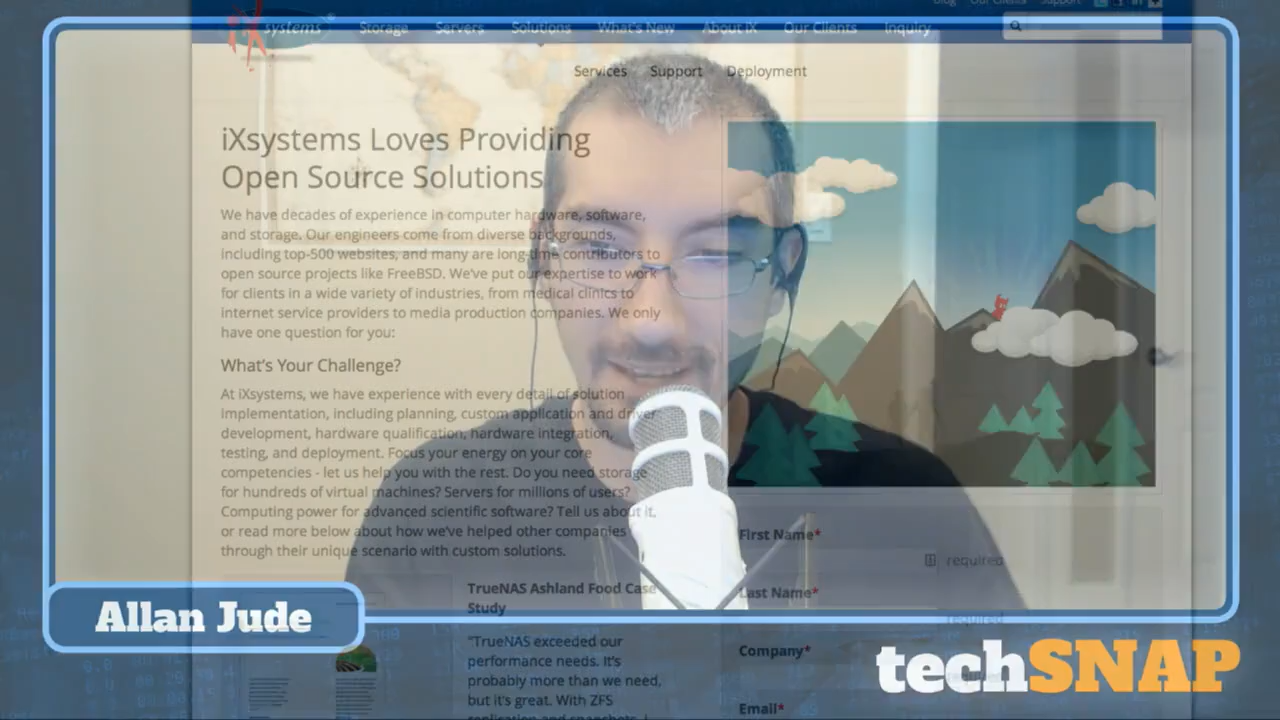 Blog Our Clients Support
systems
Storage Servers Solutions What's New About iX Our Clients Inquiry
Services Support Deployment
iXsystems Loves Providing
Open Source Solutions
We have decades of experience in computer hardware, software,
and storage. Our engineers come from diverse backgrounds,
including top-500 websites, and many are long-time contributors to
open source projects like FreeBSD. We've put our expertise to work
for clients in a wide variety of industries, from medical clinics to
internet service providers to media production companies. We only
have one question for you:
What's Your Challenge?
At iXsystems, we have experience with every detail of solution
implementation, including planning, custom application and driver
development, hardware qualification, hardware integration,
testing, and deployment. Focus your energy on your core
competencies - let us help you with the rest. Do you need storage
for hundreds of virtual machines? Servers for millions of users?
Computing power for advanced scientific software? Tell us about it,
or read more below about how we've helped other companies
through their unique scenario with custom solutions.
TrueNAS Ashland Food Case
Study
"TrueNAS exceeded our
performance needs. It's
probably more than we need,
but it's great. With ZFS
replication and snapshots, I
First Name*
required
Last Name*
required
Company*
Email*
Allan Jude
techSNAP